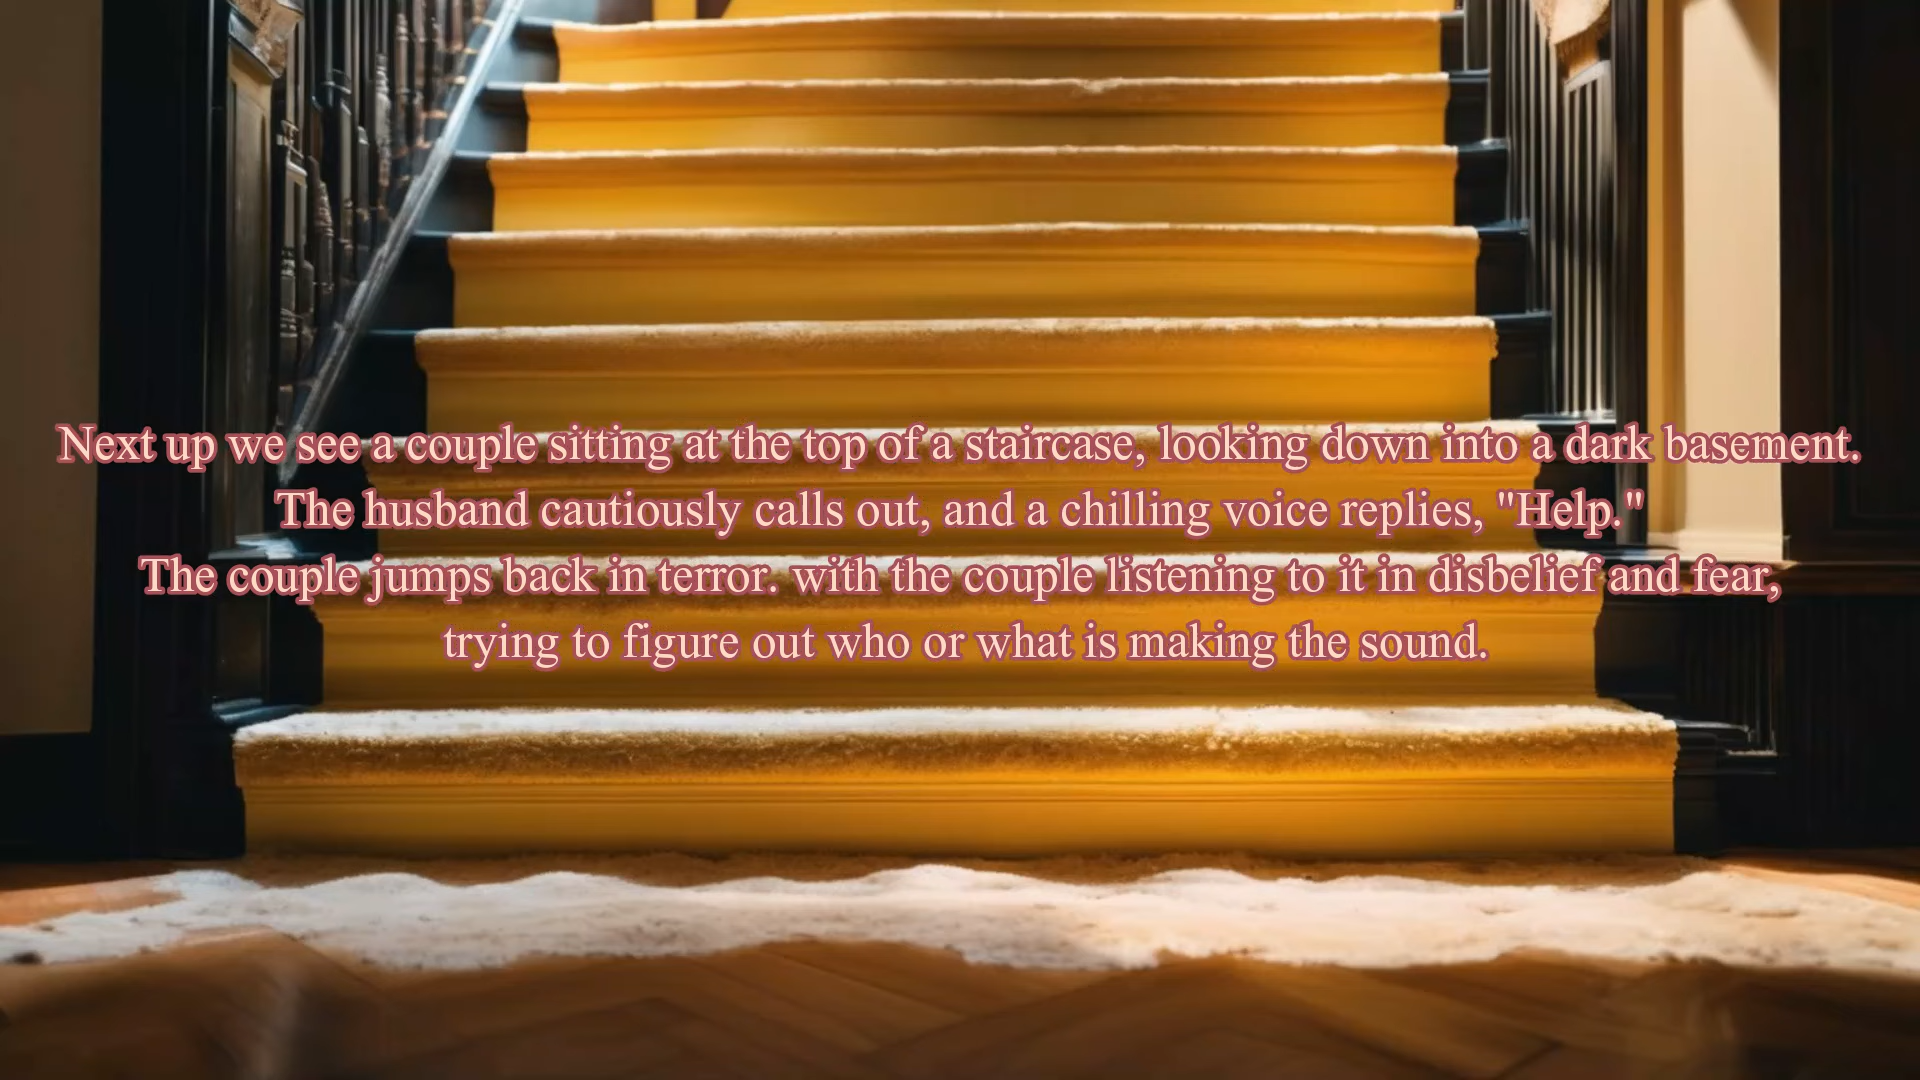 Next up we see a couple sitting at the top of a staircase, looking down into a dark basement.
The husband cautiously calls out, and a chilling voice replies, "Help."
The couple jumps back in terror. with the couple listening to it in disbelief and fear,
trying to figure out who or what is making the sound.